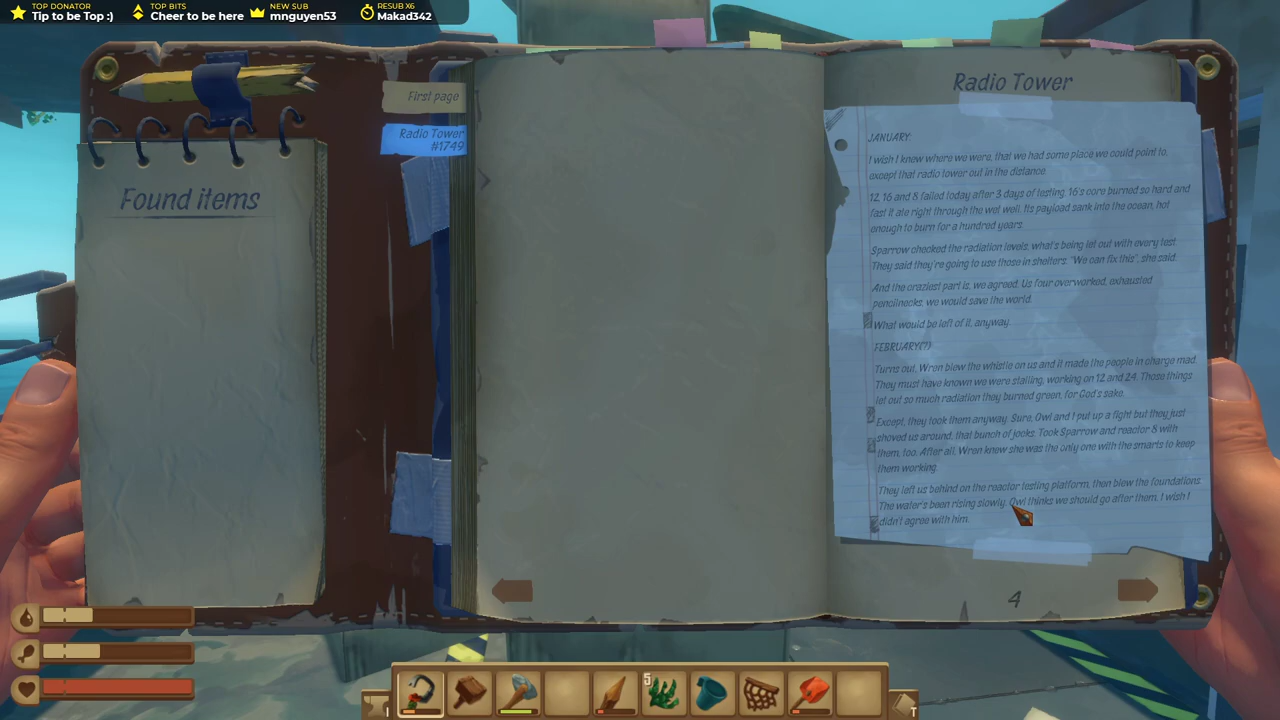 TOP DONATOR
Tip to be Top :)
TOP BITS
Cheer to be here
NEW SUB
mnguyen53
RESUB X6
Makad342
Found items
First page
Radio Tower
#1749
Radio Tower
JANUARY:
I wish I knew where we were, that we had some place we could point to,
except that radio tower out in the distance.
12, 16 and 8 failed today after 3 days of testing. 16's core burned so hard and
fast it ate right through the wet well. Its payload sank into the ocean, hot
enough to burn for a hundred years.
Sparrow checked the radiation levels, what's being let out with every test.
They said they're going to use those in shelters. "We can fix this", she said.
And the craziest part is, we agreed. Us four overworked, exhausted
pencilnecks, we would save the world.
What would be left of it, anyway.
FEBRUARY(?)
Turns out, Wren blew the whistle on us and it made the people in charge mad.
They must have known we were stalling, working on 12 and 24. Those things
let out so much radiation they burned green, for God's sake.
Except, they took them anyway. Sure, Owl and I put up a fight but they just
shoved us around, that bunch of jocks. Took Sparrow and reactor 8 with
them, too. After all, Wren knew she was the only one with the smarts to keep
them working.
They left us behind on the reactor testing platform, then blew the foundations.
The water's been rising slowly. Owl thinks we should go after them. I wish I
didn't agree with him.
4
5
T